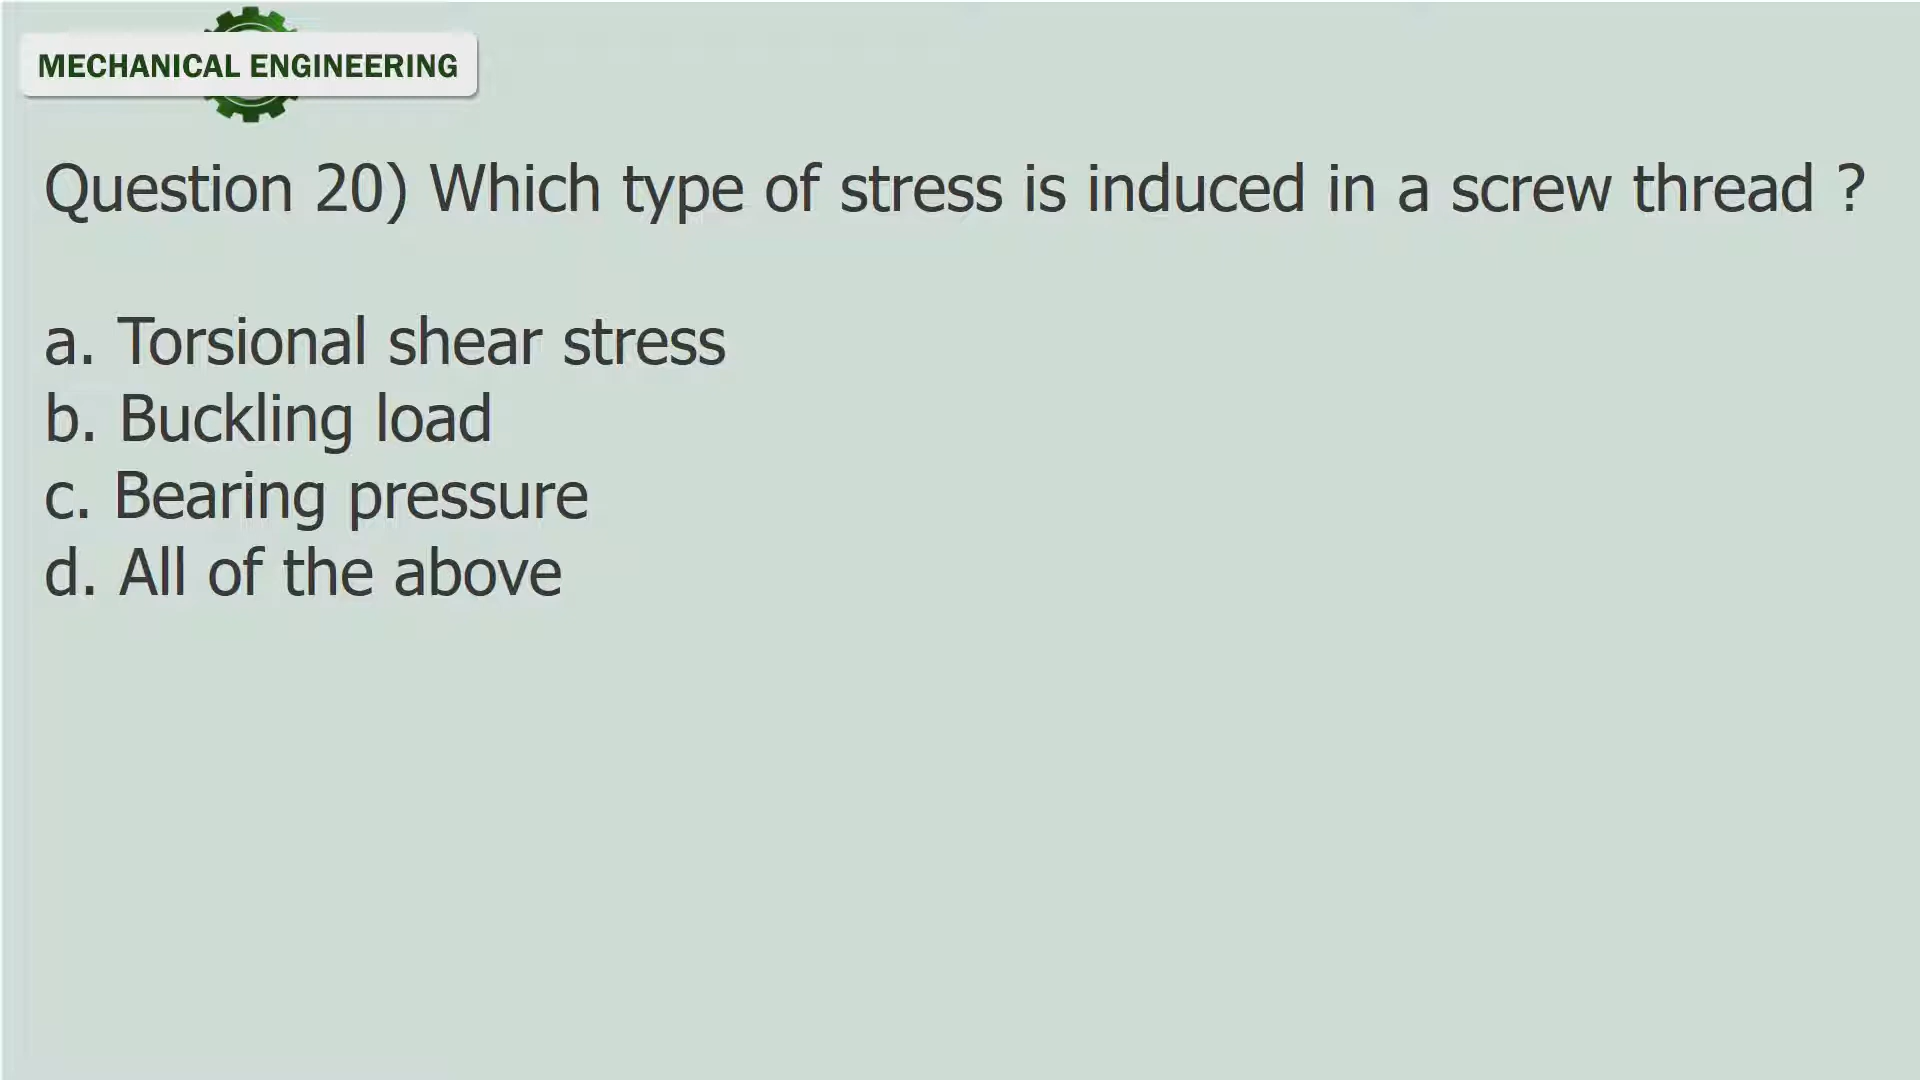 MECHANICAL ENGINEERING
Question 20) Which type of stress is induced in a screw thread ?
a. Torsional shear stress
b. Buckling load
c. Bearing pressure
d. All of the above